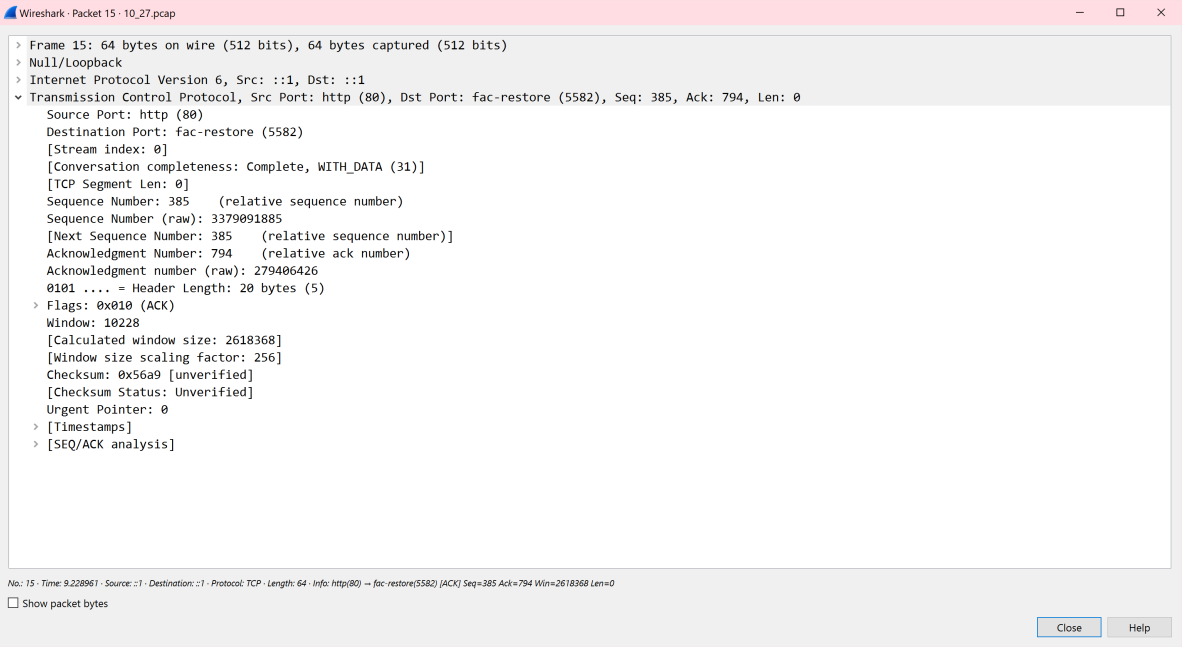 Wireshark · Packet 15 · 10_27.pcap
Frame 15: 64 bytes on wire (512 bits), 64 bytes captured (512 bits)
Null/Loopback
Internet Protocol Version 6, Src: ::1, Dst: ::1
Transmission Control Protocol, Src Port: http (80), Dst Port: fac-restore (5582), Seq: 385, Ack: 794, Len: 0
Source Port: http (80)
Destination Port: fac-restore (5582)
[Stream index: 0]
[Conversation completeness: Complete, WITH_DATA (31)]
[TCP Segment Len: 0]
Sequence Number: 385    (relative sequence number)
Sequence Number (raw): 3379091885
[Next Sequence Number: 385    (relative sequence number)]
Acknowledgment Number: 794    (relative ack number)
Acknowledgment number (raw): 279406426
0101 .... = Header Length: 20 bytes (5)
Flags: 0x010 (ACK)
Window: 10228
[Calculated window size: 2618368]
[Window size scaling factor: 256]
Checksum: 0x56a9 [unverified]
[Checksum Status: Unverified]
Urgent Pointer: 0
[Timestamps]
[SEQ/ACK analysis]
No.: 15 · Time: 9.228961 · Source: ::1 · Destination: ::1 · Protocol: TCP · Length: 64 · Info: http(80) → fac-restore(5582) [ACK] Seq=385 Ack=794 Win=2618368 Len=0
Show packet bytes
Close Help